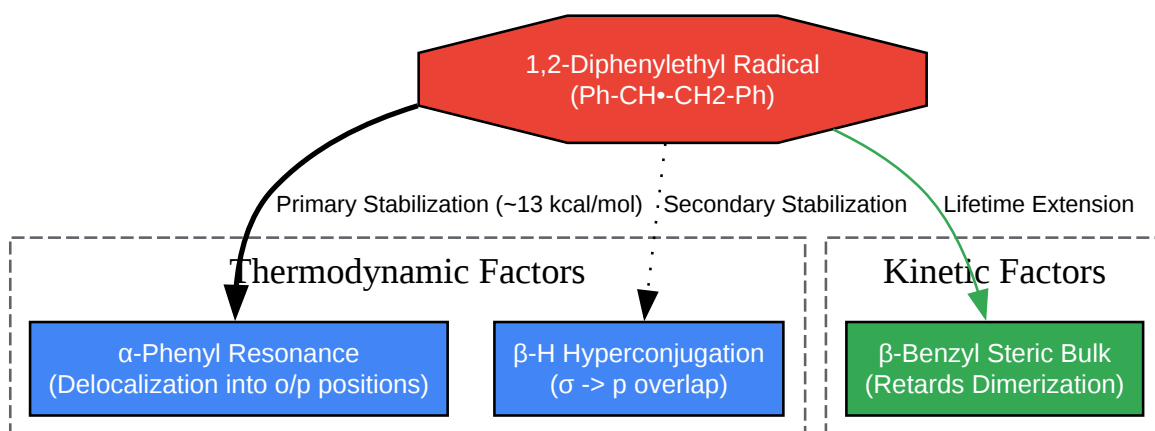 1,2-Diphenylethyl Radical
(Ph-CH•-CH2-Ph)
Primary Stabilization (~13 kcal/mol)
Secondary Stabilization
Lifetime Extension
Thermodynamic Factors
Kinetic Factors
α-Phenyl Resonance
(Delocalization into o/p positions)
β-H Hyperconjugation
(σ -> p overlap)
β-Benzyl Steric Bulk
(Retards Dimerization)